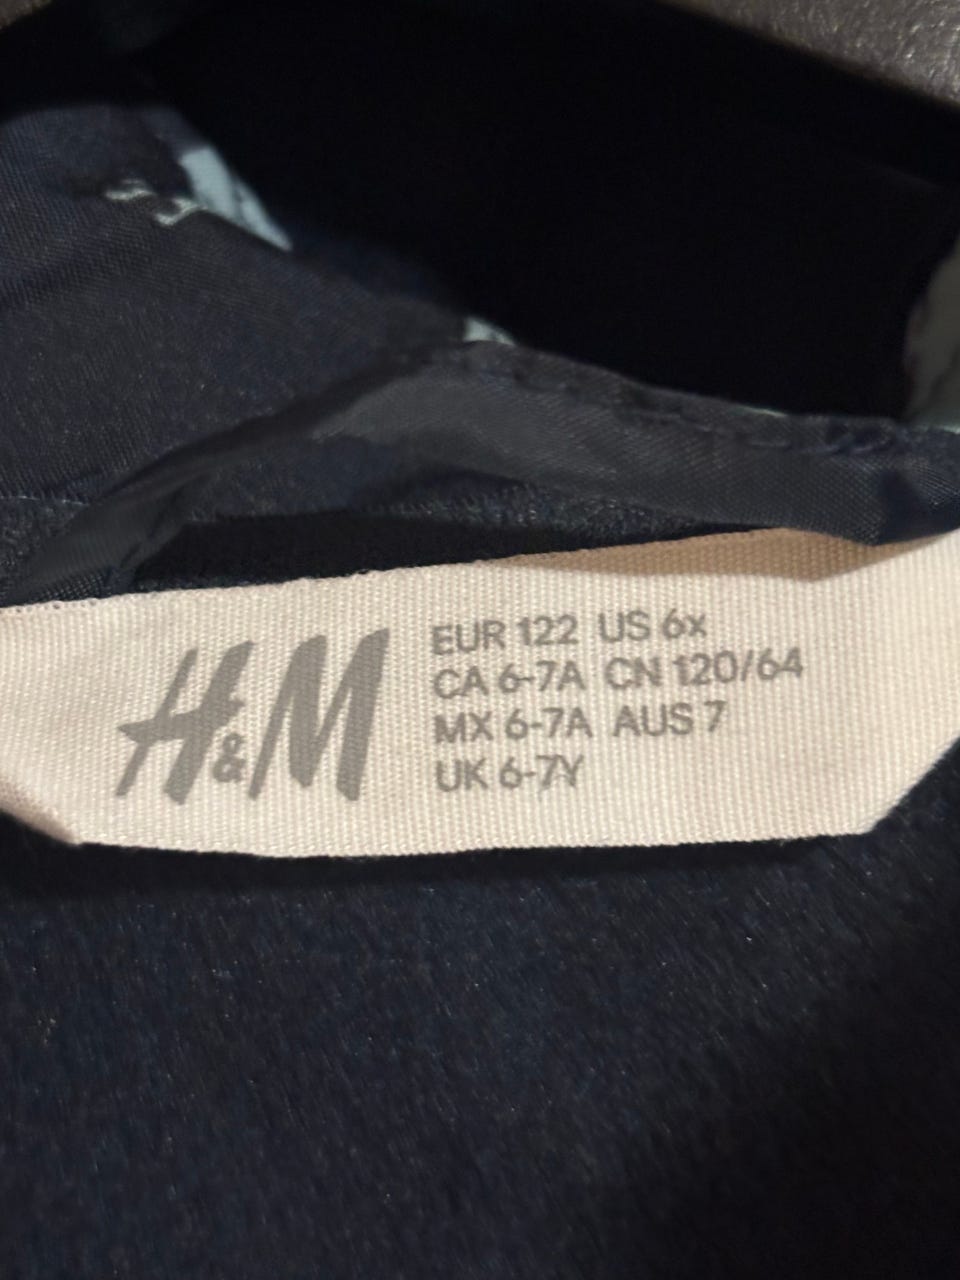 H&M
EUR 122 US 6x
CA 6-7A CN 120/64
MX 6-7A AUS 7
UK 6-7Y